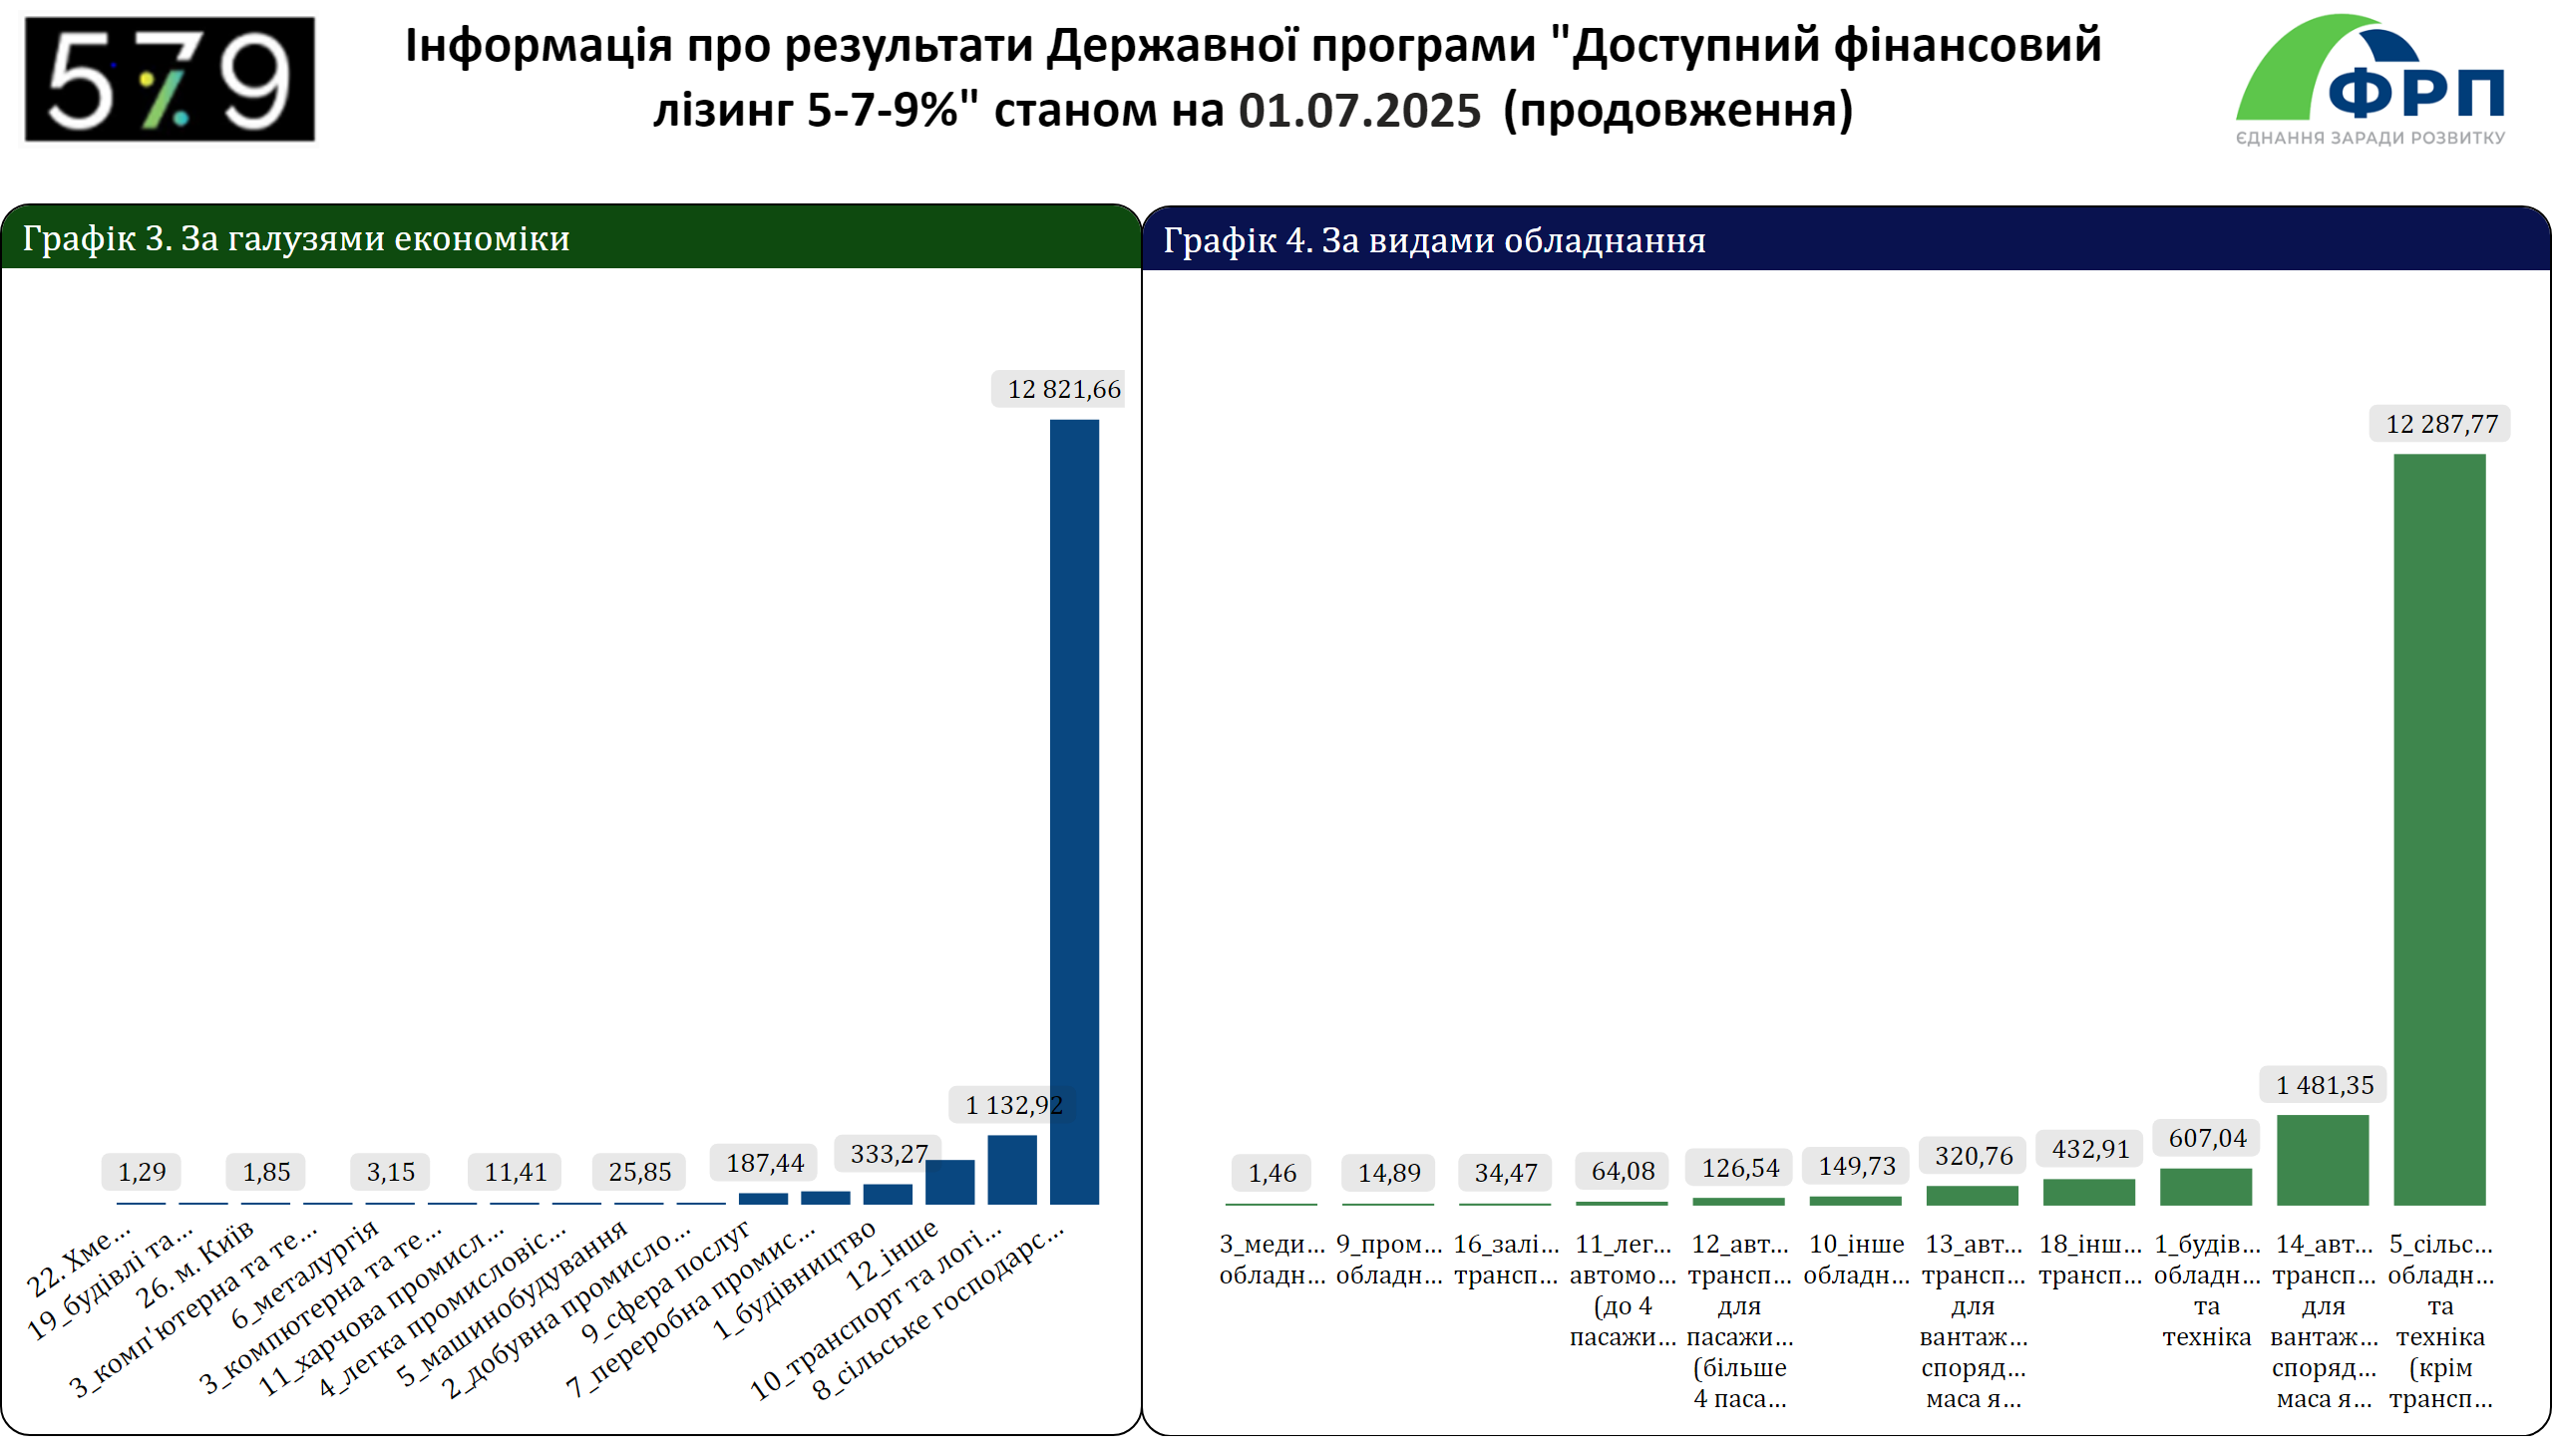 579
Інформація про результати Державної програми "Доступний фінансовий
лізинг 5-7-9%" станом на 01.07.2025 (продовження)
ФРП
ЄДНАННЯ ЗАРАДИ РОЗВИТКУ
Графік 3. За галузями економіки
12 821,66
1 132,92
333,27
187,44
25,85
11,41
3,15
1,85
1,29
22. Хме...
19_будівлі та...
26. м. Київ
3_комп'ютерна та те...
6_металургія
3_компютерна та те...
11_харчова промисл...
4_легка промисловіс...
5_машинобудування
2_добувна промисло...
9_сфера послуг
7_переробна промис...
1_будівництво
12_інше
10_транспорт та логі...
8_сільське господарс...
Графік 4. За видами обладнання
12 287,77
1 481,35
607,04
432,91
320,76
149,73
126,54
64,08
34,47
14,89
1,46
3_меди...
обладн...
9_пром...
обладн...
16_залі...
трансп...
11_лег...
автомо...
(до 4
пасажи...
12_авт...
трансп...
для
пасажи...
(більше
4 паса...
10_інше
обладн...
13_авт...
трансп...
для
вантаж...
споряд...
маса я...
18_інш...
трансп...
1_будів...
обладн...
та
техніка
14_авт...
трансп...
для
вантаж...
споряд...
маса я...
5_сільс...
обладн...
та
техніка
(крім
трансп...